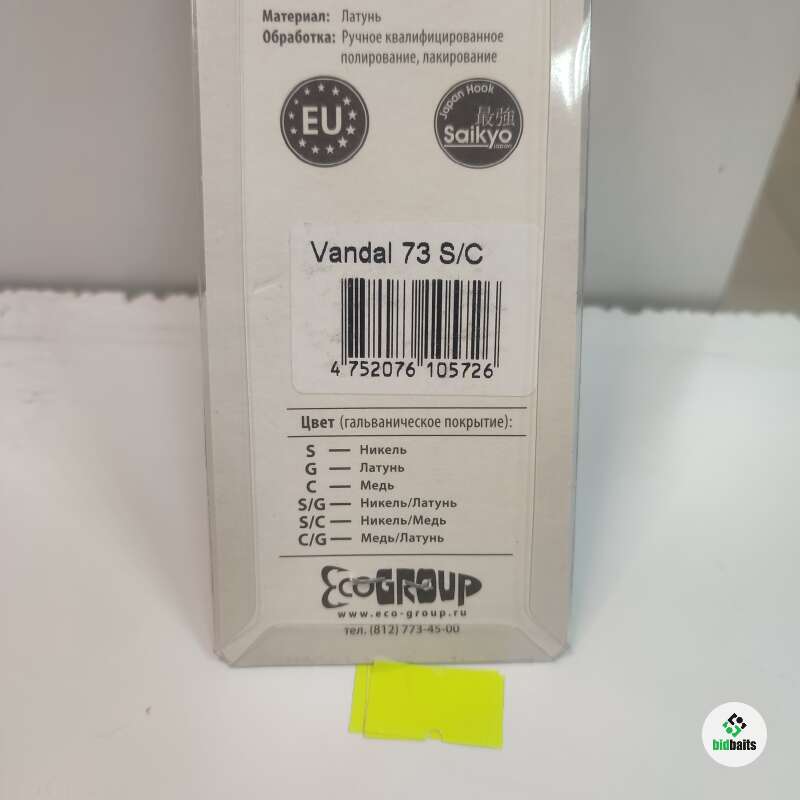 Материал: Латунь
Обработка: Ручное квалифицированное
полирование, лакирование
EU
Japan Hook
最強
Saikyo
Japan
Vandal 73 S/C
4 752076 105726
Цвет (гальваническое покрытие):
S — Никель
G — Латунь
C — Медь
S/G — Никель/Латунь
S/C — Никель/Медь
C/G — Медь/Латунь
ECOGROUP
www.eco-group.ru
тел. (812) 773-45-00
bidbaits